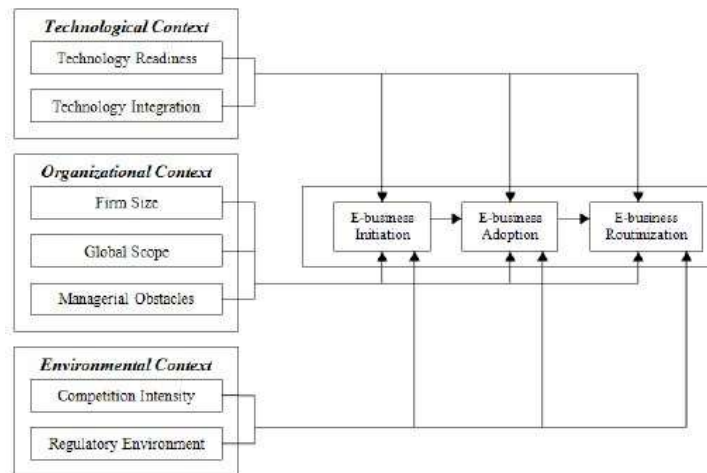 Technological Context
Technology Readiness
Technology Integration
Organizational Context
Firm Size
Global Scope
Managerial Obstacles
E-business
Initiation
E-business
Adoption
E-business
Routinization
Environmental Context
Competition Intensity
Regulatory Environment